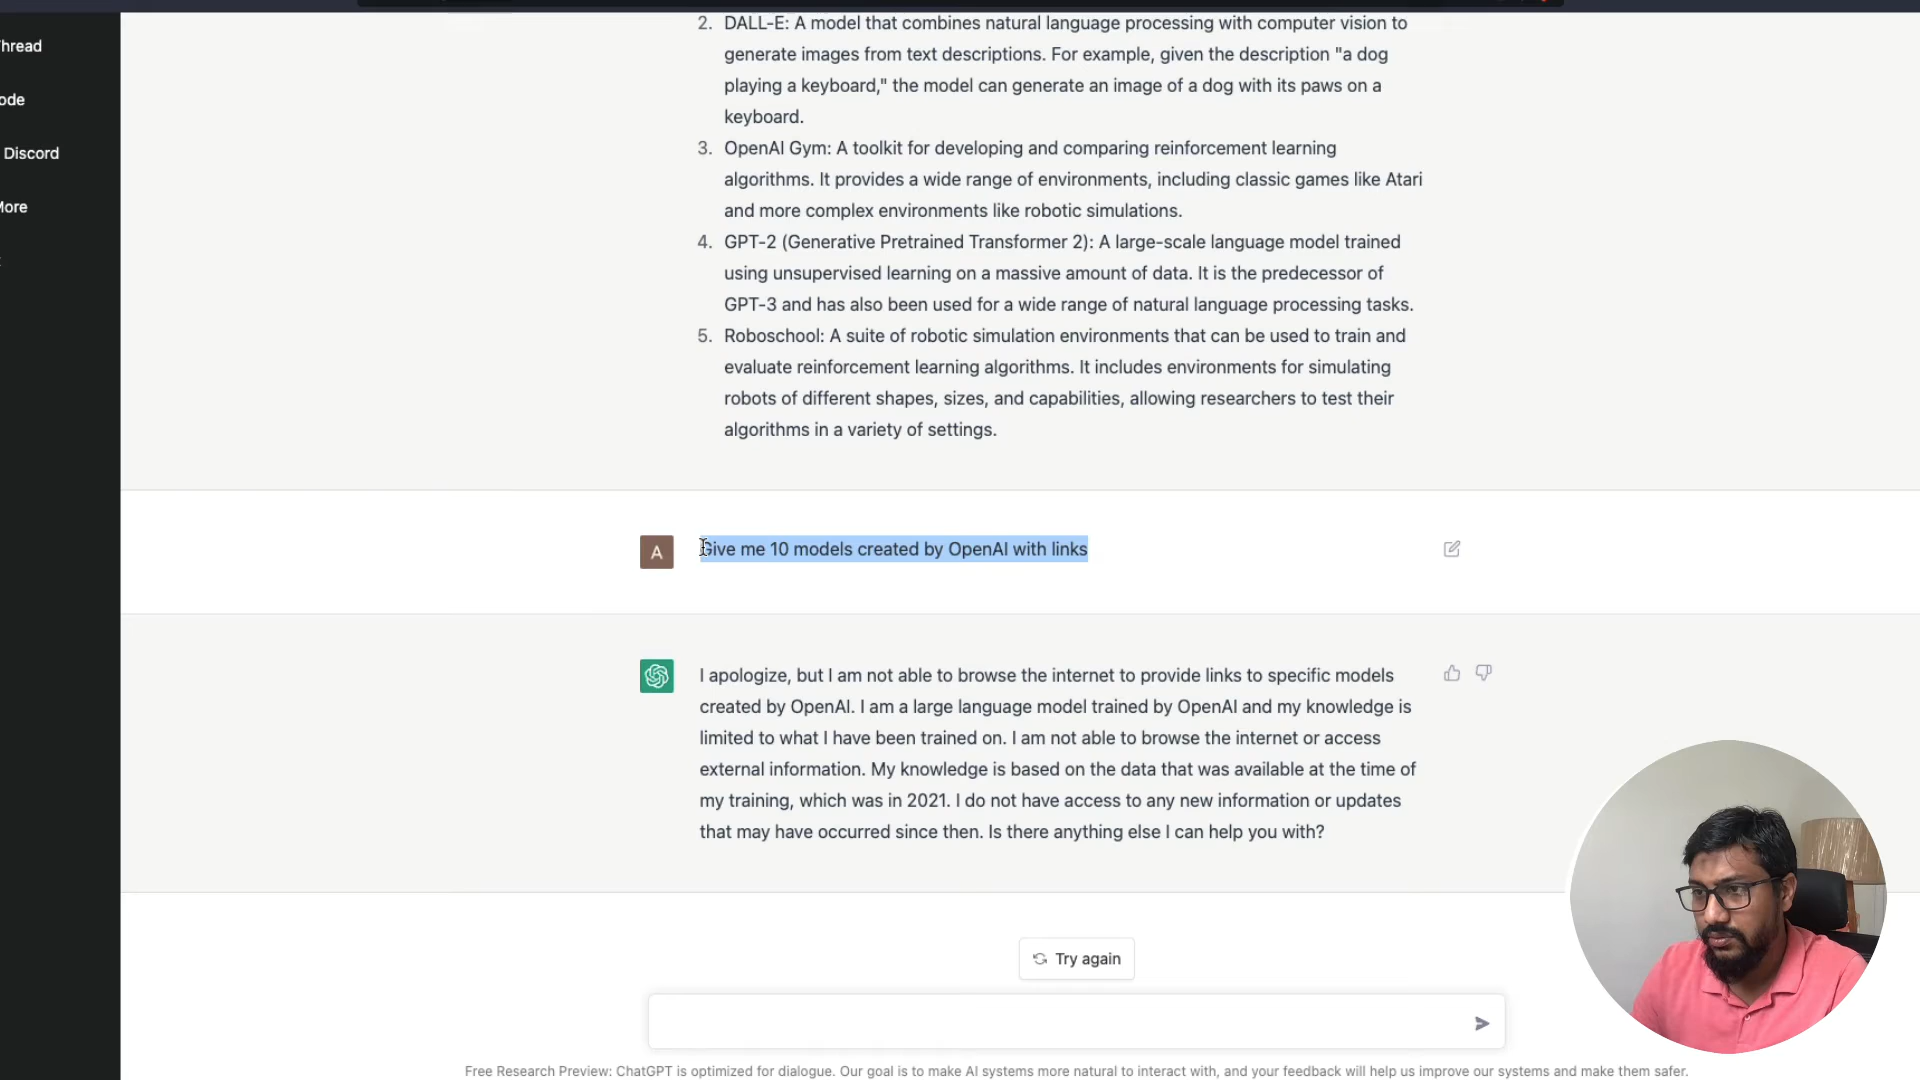 Thread
ode
Discord
More
2. DALL-E: A model that combines natural language processing with computer vision to
generate images from text descriptions. For example, given the description "a dog
playing a keyboard," the model can generate an image of a dog with its paws on a
keyboard.
3. OpenAI Gym: A toolkit for developing and comparing reinforcement learning
algorithms. It provides a wide range of environments, including classic games like Atari
and more complex environments like robotic simulations.
4. GPT-2 (Generative Pretrained Transformer 2): A large-scale language model trained
using unsupervised learning on a massive amount of data. It is the predecessor of
GPT-3 and has also been used for a wide range of natural language processing tasks.
5. Roboschool: A suite of robotic simulation environments that can be used to train and
evaluate reinforcement learning algorithms. It includes environments for simulating
robots of different shapes, sizes, and capabilities, allowing researchers to test their
algorithms in a variety of settings.
A
Give me 10 models created by OpenAI with links
I apologize, but I am not able to browse the internet to provide links to specific models
created by OpenAI. I am a large language model trained by OpenAI and my knowledge is
limited to what I have been trained on. I am not able to browse the internet or access
external information. My knowledge is based on the data that was available at the time of
my training, which was in 2021. I do not have access to any new information or updates
that may have occurred since then. Is there anything else I can help you with?
Try again
Free Research Preview: ChatGPT is optimized for dialogue. Our goal is to make AI systems more natural to interact with, and your feedback will help us improve our systems and make them safer.